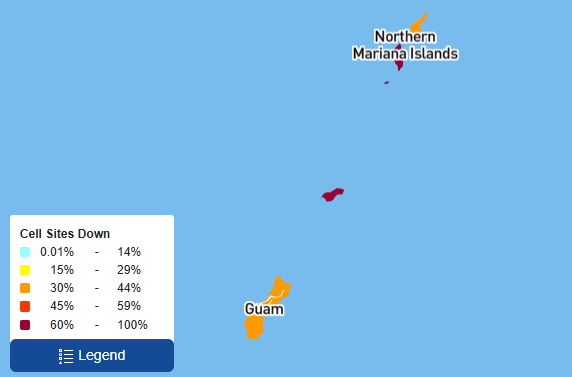 Northern
Mariana Islands
Guam
Cell Sites Down
0.01% - 14%
15% - 29%
30% - 44%
45% - 59%
60% - 100%
Legend